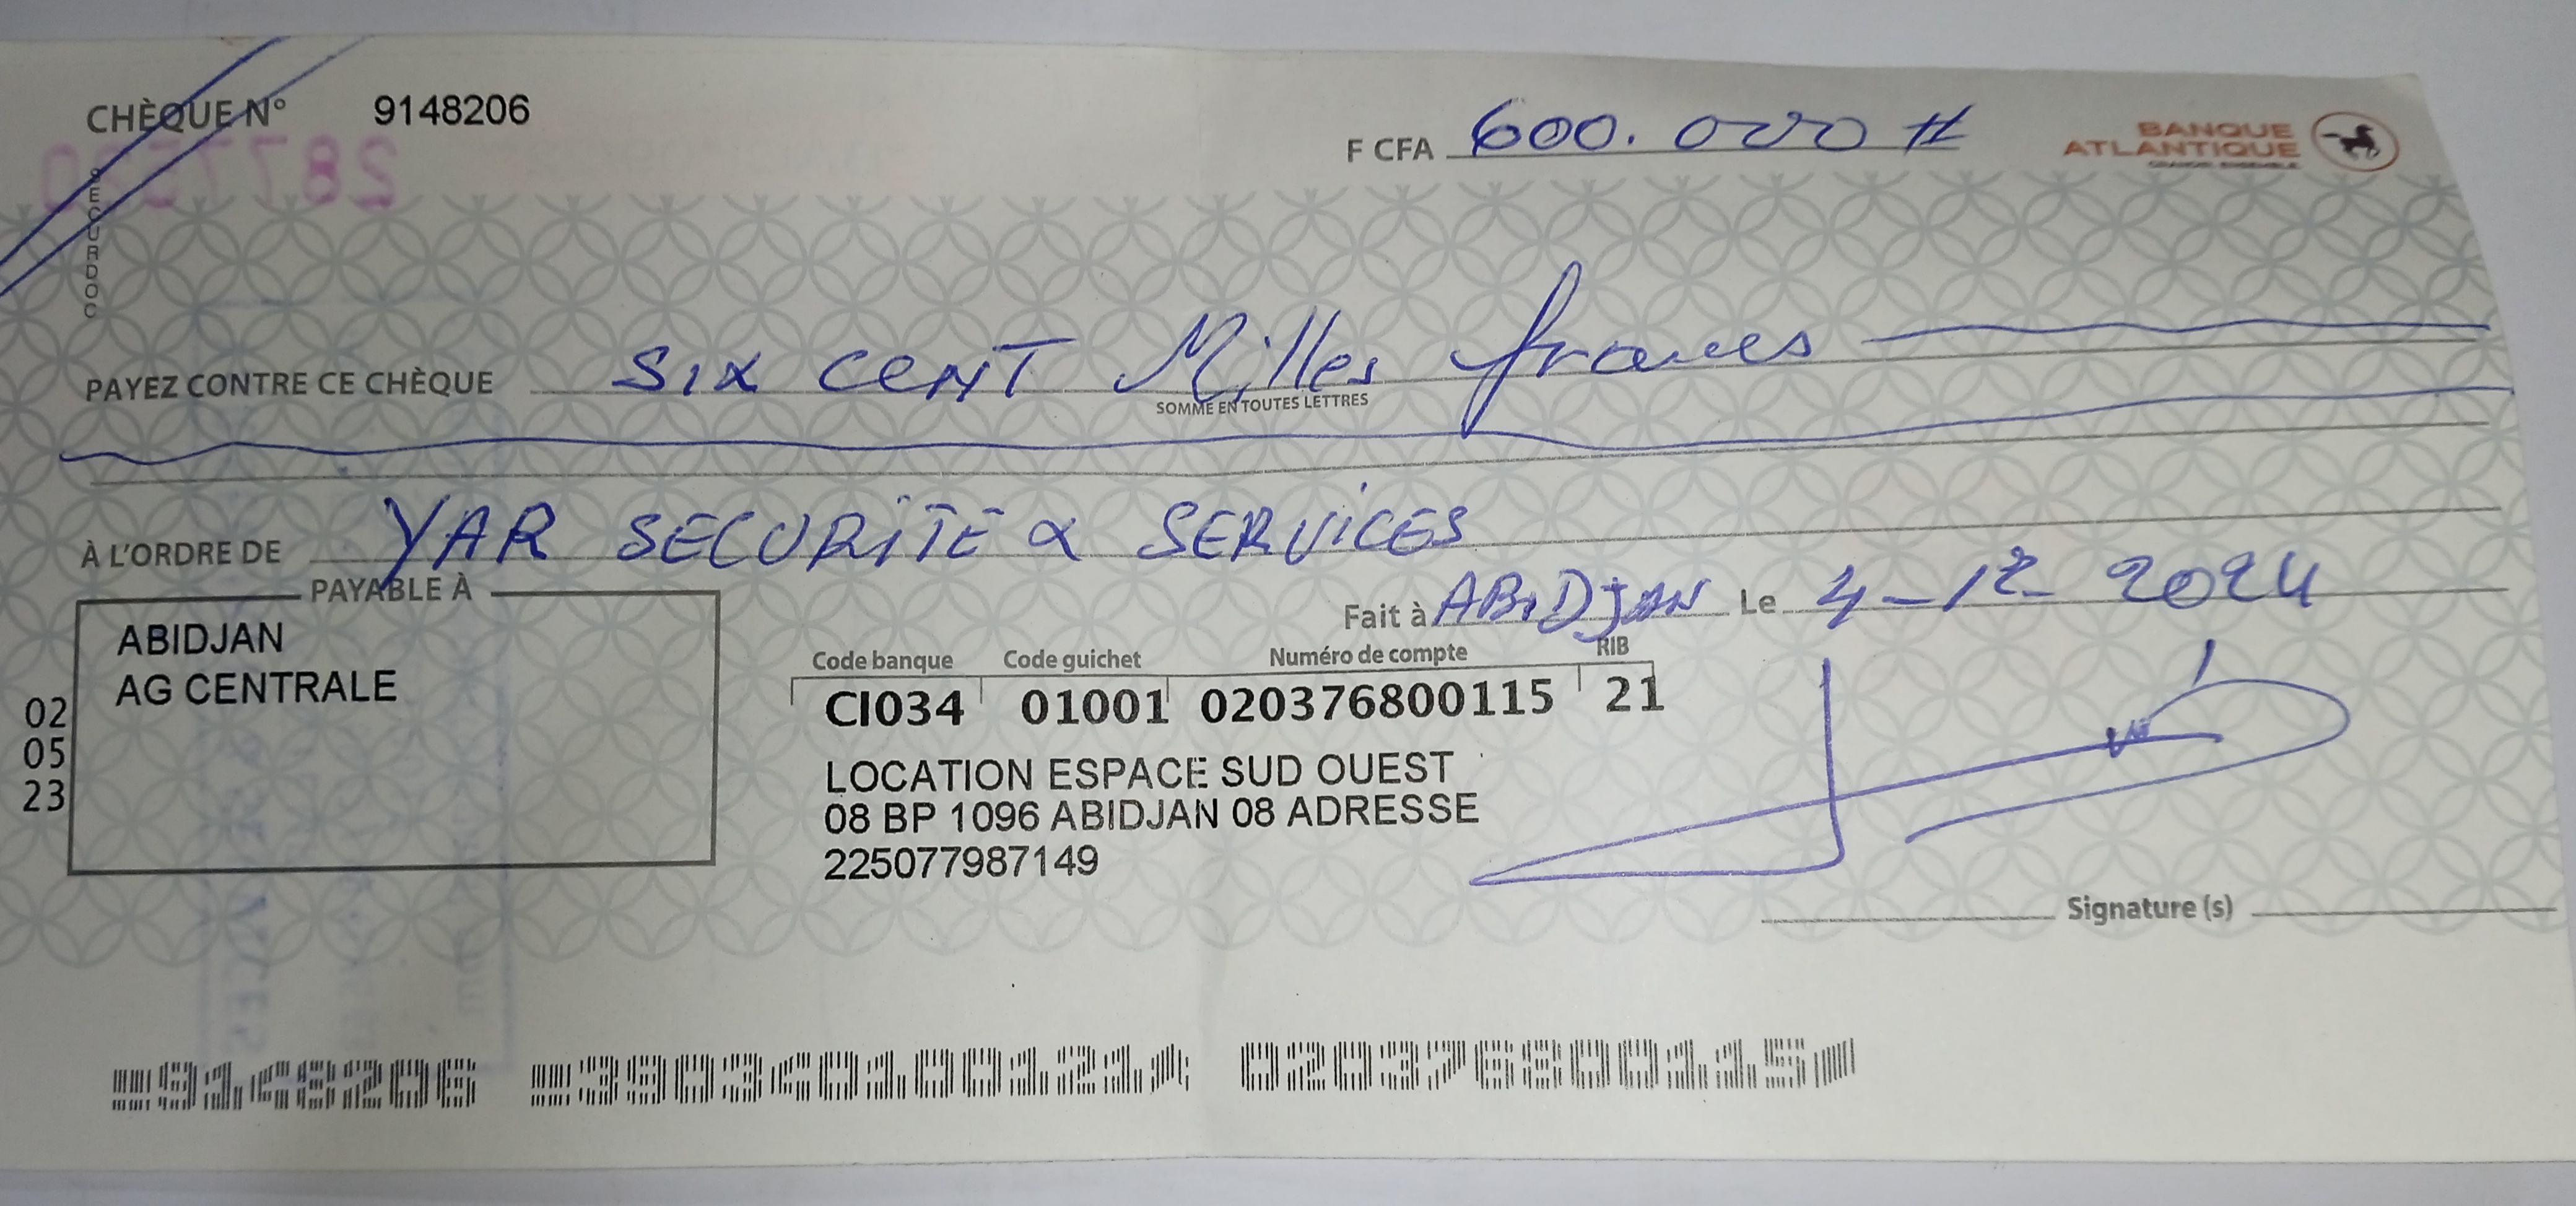 CHÈQUE N° 9148206
F CFA 600.000 #
BANQUE
ATLANTIQUE
SECURDOC
PAYEZ CONTRE CE CHÈQUE six cent Milles francs
SOMME EN TOUTES LETTRES
À L'ORDRE DE YAR SECURITE & SERVICES
PAYABLE À
ABIDJAN
AG CENTRALE
Fait à ABIDJAN Le 4-12-2024
Code banque Code guichet Numéro de compte RIB
CI034 01001 020376800115 21
LOCATION ESPACE SUD OUEST
08 BP 1096 ABIDJAN 08 ADRESSE
225077987149
02
05
23
Signature (s)
9148206 390340100121 020376800115